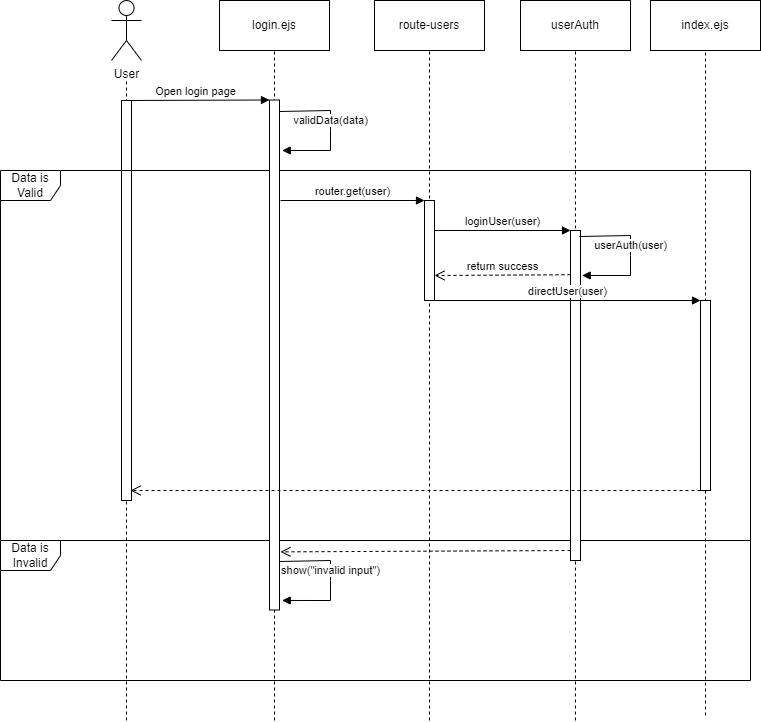 login.ejs
route-users
userAuth
index.ejs
User
Open login page
validData(data)
Data is
Valid
router.get(user)
loginUser(user)
userAuth(user)
return success
directUser(user)
Data is
Invalid
show("invalid input")